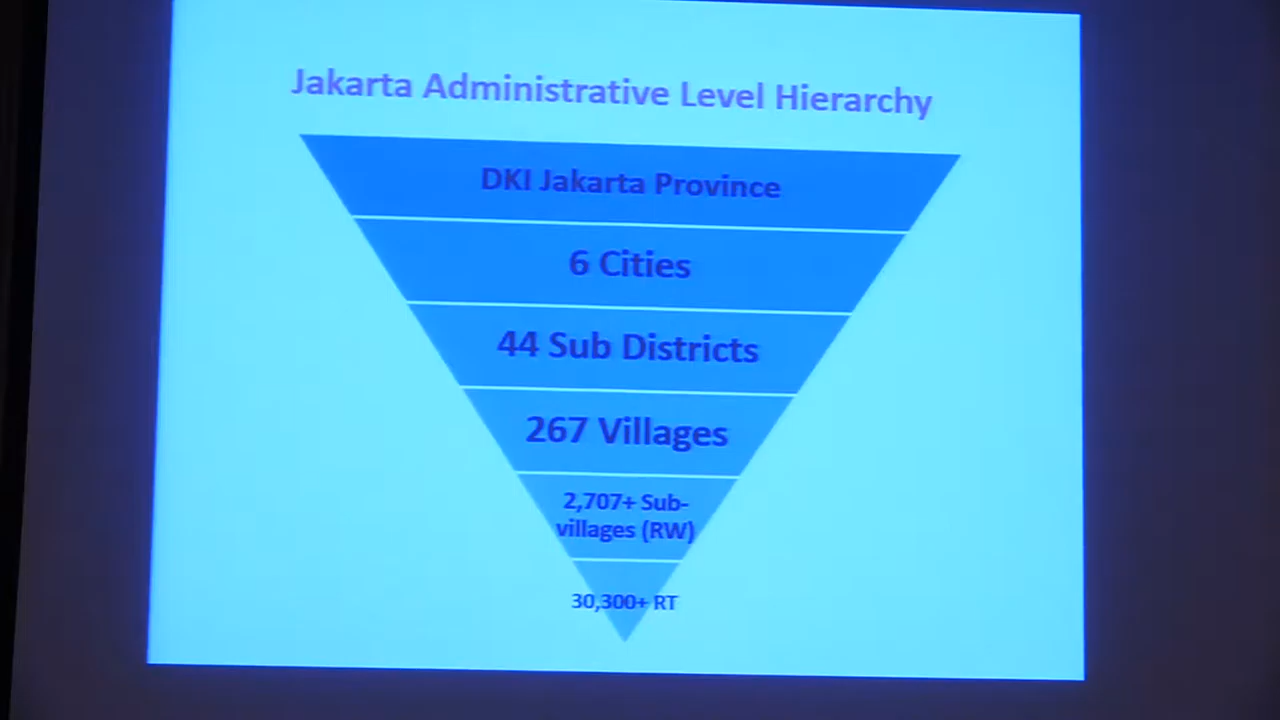 Jakarta Administrative Level Hierarchy
DKI Jakarta Province
6 Cities
44 Sub Districts
267 Villages
2,707+ Sub-
villages (RW)
30,300+ RT